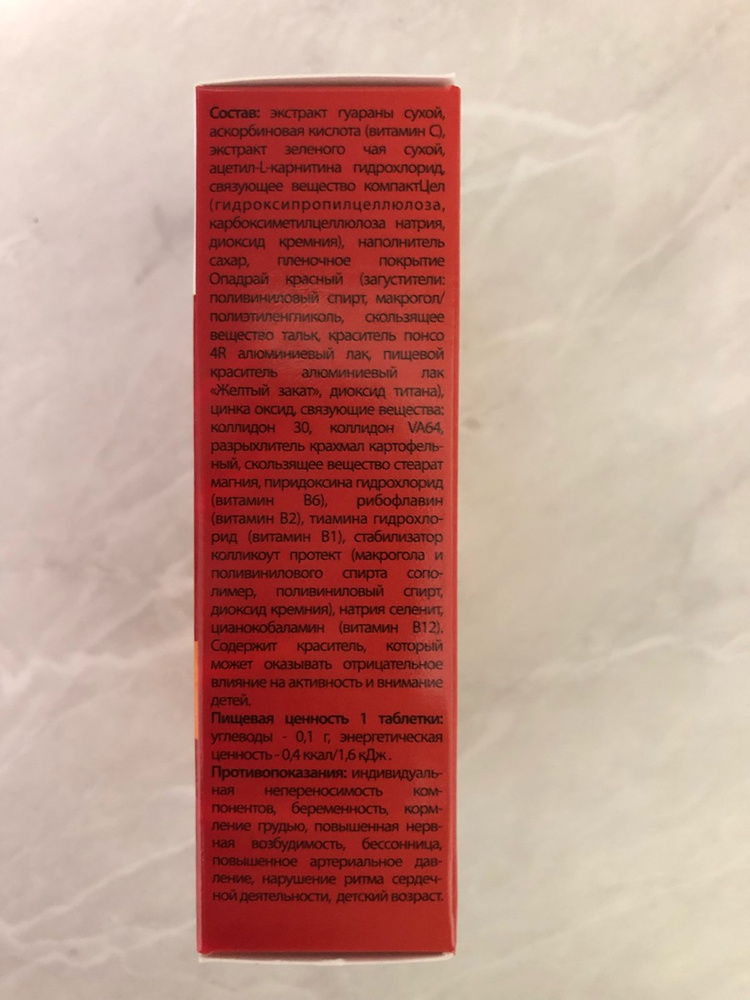 Состав: экстракт гуараны сухой,
аскорбиновая кислота (витамин С),
экстракт зеленого чая сухой,
ацетил-L-карнитина гидрохлорид,
связующее вещество компактЦел
(гидроксипропилцеллюлоза,
карбоксиметилцеллюлоза натрия,
диоксид кремния), наполнитель
сахар, пленочное покрытие
Опадрай красный (загустители:
поливиниловый спирт, макрогол/
полиэтиленгликоль, скользящее
вещество тальк, краситель понсо
4R алюминиевый лак, пищевой
краситель алюминиевый лак
«Желтый закат», диоксид титана),
цинка оксид, связующие вещества:
коллидон 30, коллидон VA64,
разрыхлитель крахмал картофель-
ный, скользящее вещество стеарат
магния, пиридоксина гидрохлорид
(витамин В6), рибофлавин
(витамин В2), тиамина гидрохло-
рид (витамин В1), стабилизатор
колликоут протект (макрогола и
поливинилового спирта сопо-
лимер, поливиниловый спирт,
диоксид кремния), натрия селенит,
цианокобаламин (витамин В12).
Содержит краситель, который
может оказывать отрицательное
влияние на активность и внимание
детей.
Пищевая ценность 1 таблетки:
углеводы - 0,1 г, энергетическая
ценность - 0,4 ккал/1,6 кДж .
Противопоказания: индивидуаль-
ная непереносимость ком-
понентов, беременность, корм-
ление грудью, повышенная нерв-
ная возбудимость, бессонница,
повышенное артериальное дав-
ление, нарушение ритма сердеч-
ной деятельности, детский возраст.